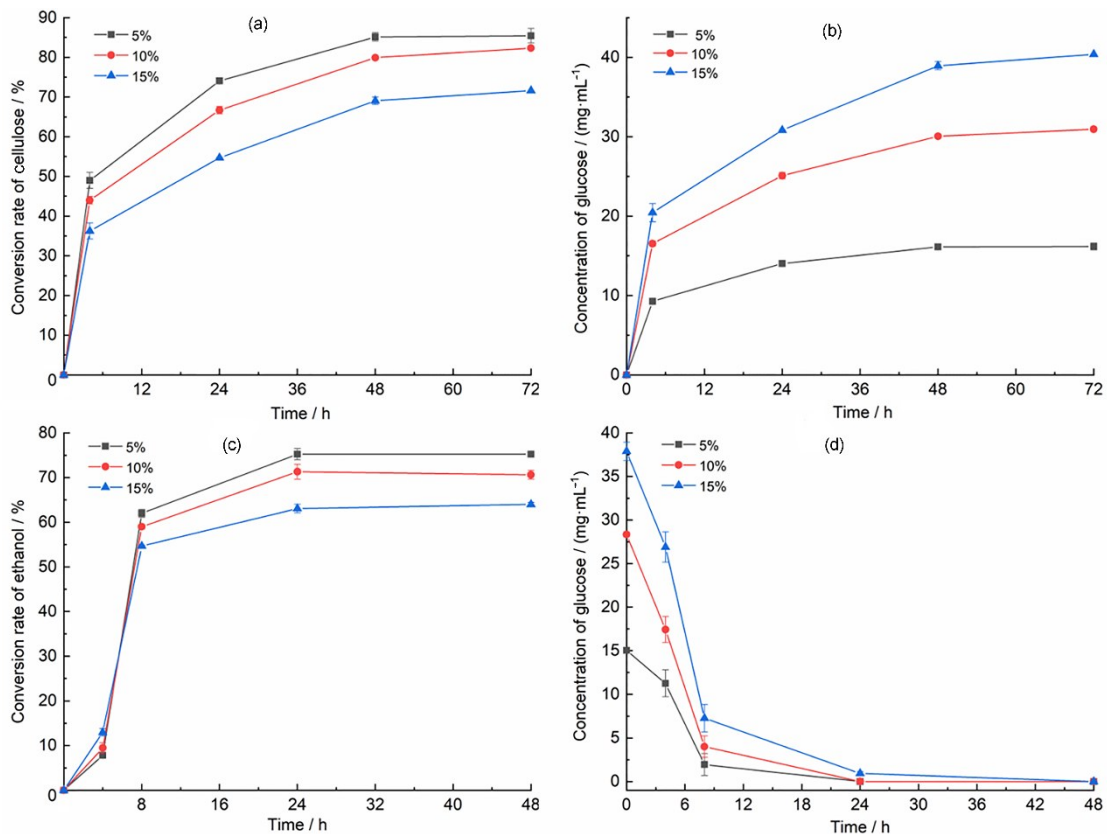 (a)
5%
10%
15%
Conversion rate of cellulose / %
90
80
70
60
50
40
30
20
10
0
12 24 36 48 60 72
Time / h
(b)
5%
10%
15%
Concentration of glucose / (mg·mL⁻¹)
40
30
20
10
0
0 12 24 36 48 60 72
Time / h
(c)
5%
10%
15%
Conversion rate of ethanol / %
80
70
60
50
40
30
20
10
0
8 16 24 32 40 48
Time / h
(d)
5%
10%
15%
Concentration of glucose / (mg·mL⁻¹)
40
35
30
25
20
15
10
5
0
0 6 12 18 24 30 36 42 48
Time / h